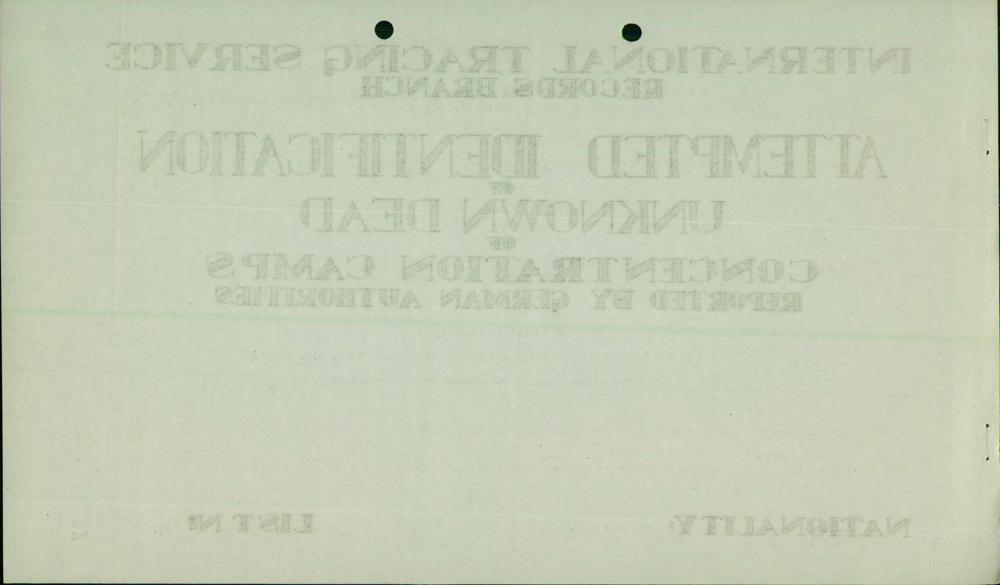 INTERNATIONAL TRACING SERVICE
RECORDS BRANCH
ATTEMPTED IDENTIFICATION
OF
UNKNOWN DEAD
OF
CONCENTRATION CAMPS
REPORTED BY GERMAN AUTHORITIES
NATIONALITY: LIST Nº